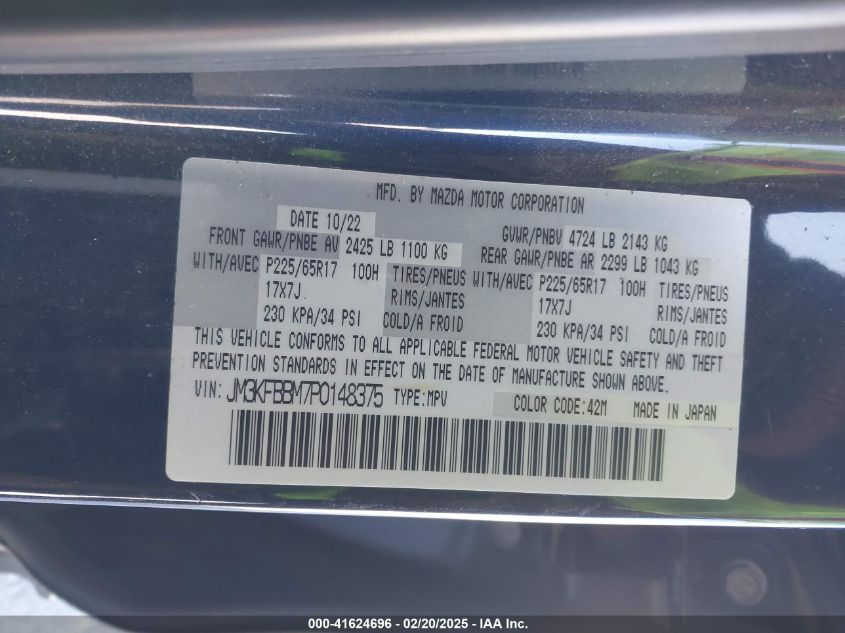 MFD. BY MAZDA MOTOR CORPORATION
DATE 10/22 GVWR/PNBV 4724 LB 2143 KG
FRONT GAWR/PNBE AV 2425 LB 1100 KG REAR GAWR/PNBE AR 2299 LB 1043 KG
WITH/AVEC P225/65R17 100H TIRES/PNEUS WITH/AVEC P225/65R17 100H TIRES/PNEUS
17X7J RIMS/JANTES 17X7J RIMS/JANTES
230 KPA/34 PSI COLD/A FROID 230 KPA/34 PSI COLD/A FROID
THIS VEHICLE CONFORMS TO ALL APPLICABLE FEDERAL MOTOR VEHICLE SAFETY AND THEFT
PREVENTION STANDARDS IN EFFECT ON THE DATE OF MANUFACTURE SHOWN ABOVE.
VIN: JM3KFBBM7P0148375 TYPE:MPV COLOR CODE:42M MADE IN JAPAN
000-41624696 - 02/20/2025 - IAA Inc.